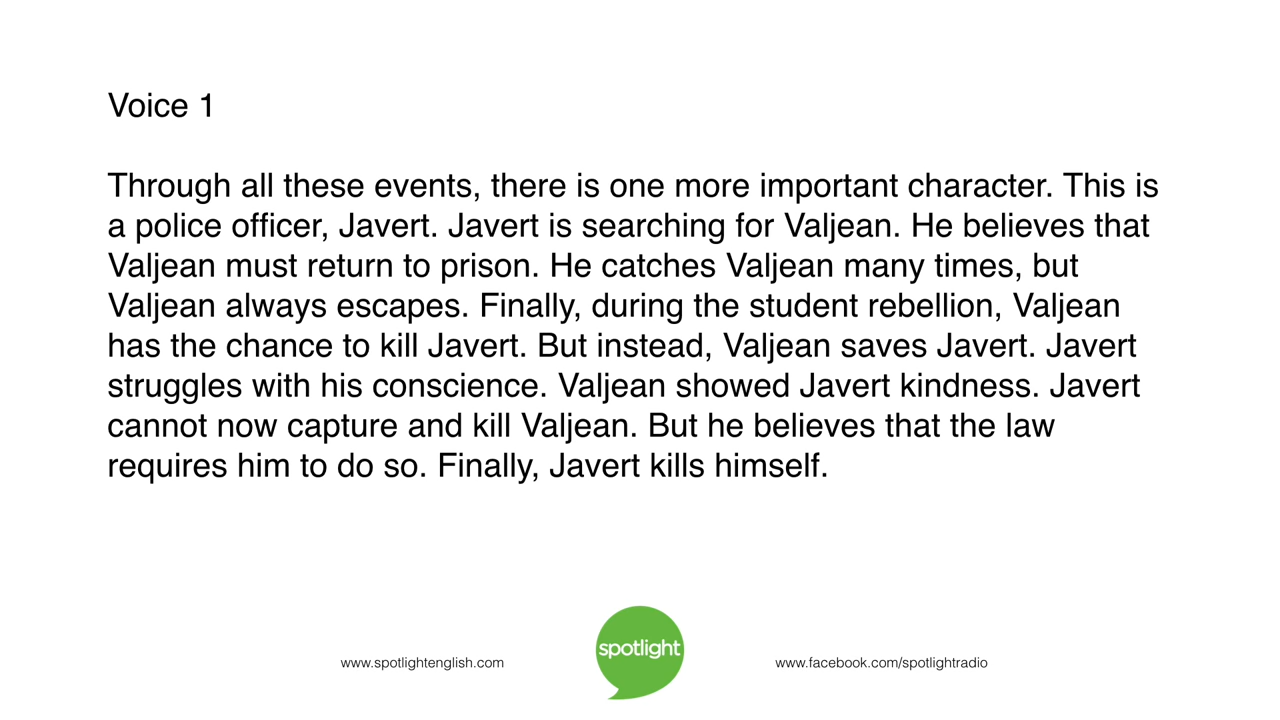 Voice 1
Through all these events, there is one more important character. This is
a police officer, Javert. Javert is searching for Valjean. He believes that
Valjean must return to prison. He catches Valjean many times, but
Valjean always escapes. Finally, during the student rebellion, Valjean
has the chance to kill Javert. But instead, Valjean saves Javert. Javert
struggles with his conscience. Valjean showed Javert kindness. Javert
cannot now capture and kill Valjean. But he believes that the law
requires him to do so. Finally, Javert kills himself.
www.spotlightenglish.com
spotlight
www.facebook.com/spotlightradio